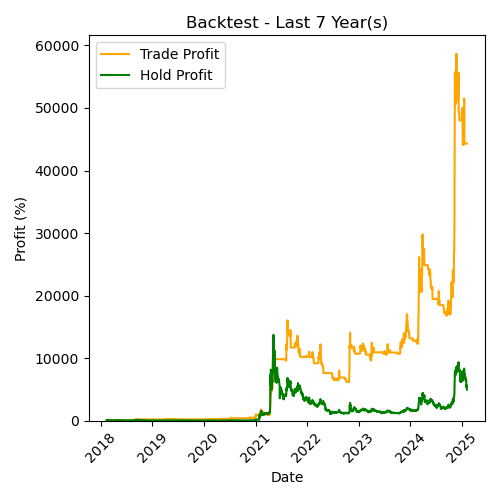 Backtest - Last 7 Year(s)
Trade Profit
Hold Profit
Profit (%)
60000
50000
40000
30000
20000
10000
0
2018 2019 2020 2021 2022 2023 2024 2025
Date